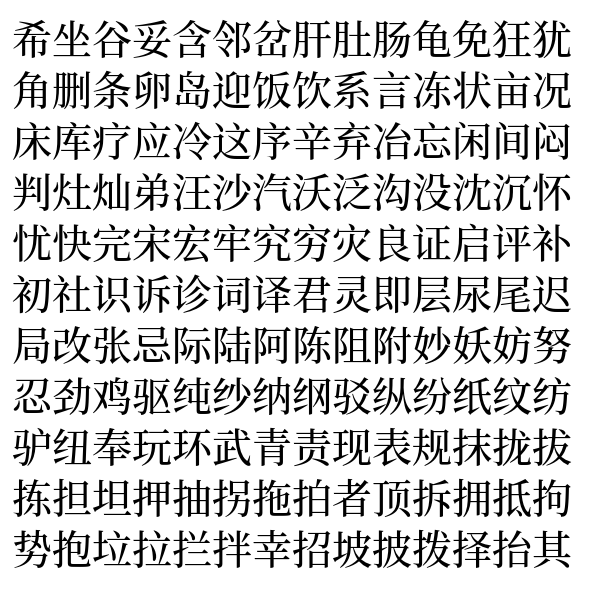 希坐谷妥含邻岔肝肚肠龟免狂犹
角删条卵岛迎饭饮系言冻状亩况
床库疗应冷这序辛弃冶忘闲间闷
判灶灿弟汪沙汽沃泛沟没沈沉怀
忧快完宋宏牢究穷灾良证启评补
初社识诉诊词译君灵即层尿尾迟
局改张忌际陆阿陈阻附妙妖妨努
忍劲鸡驱纯纱纳纲驳纵纷纸纹纺
驴纽奉玩环武青责现表规抹拢拔
拣担坦押抽拐拖拍者顶拆拥抵拘
势抱垃拉拦拌幸招坡披拨择抬其